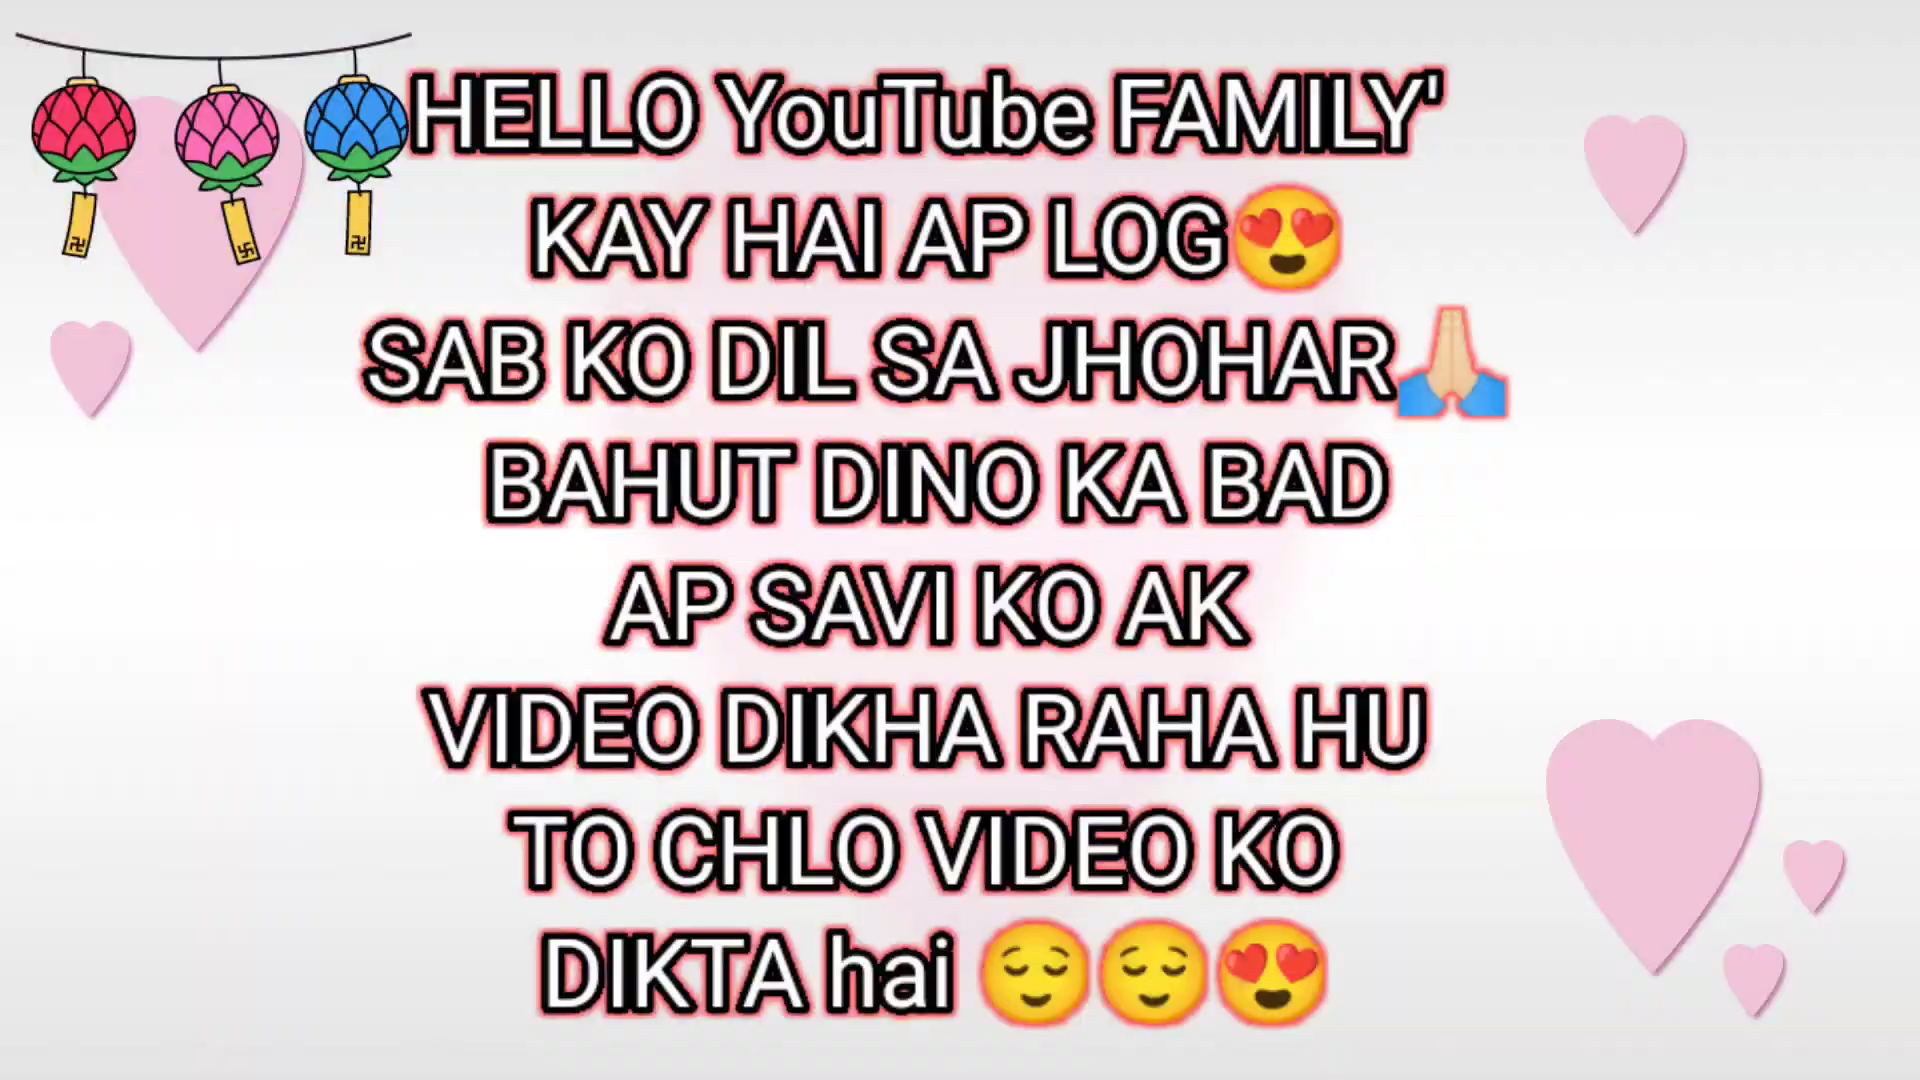 HELLO YouTube FAMILY'
KAY HAI AP LOG😍
SAB KO DIL SA JHOHAR🙏🏼
BAHUT DINO KA BAD
AP SAVI KO AK
VIDEO DIKHA RAHA HU
TO CHLO VIDEO KO
DIKTA hai 😌😌😍